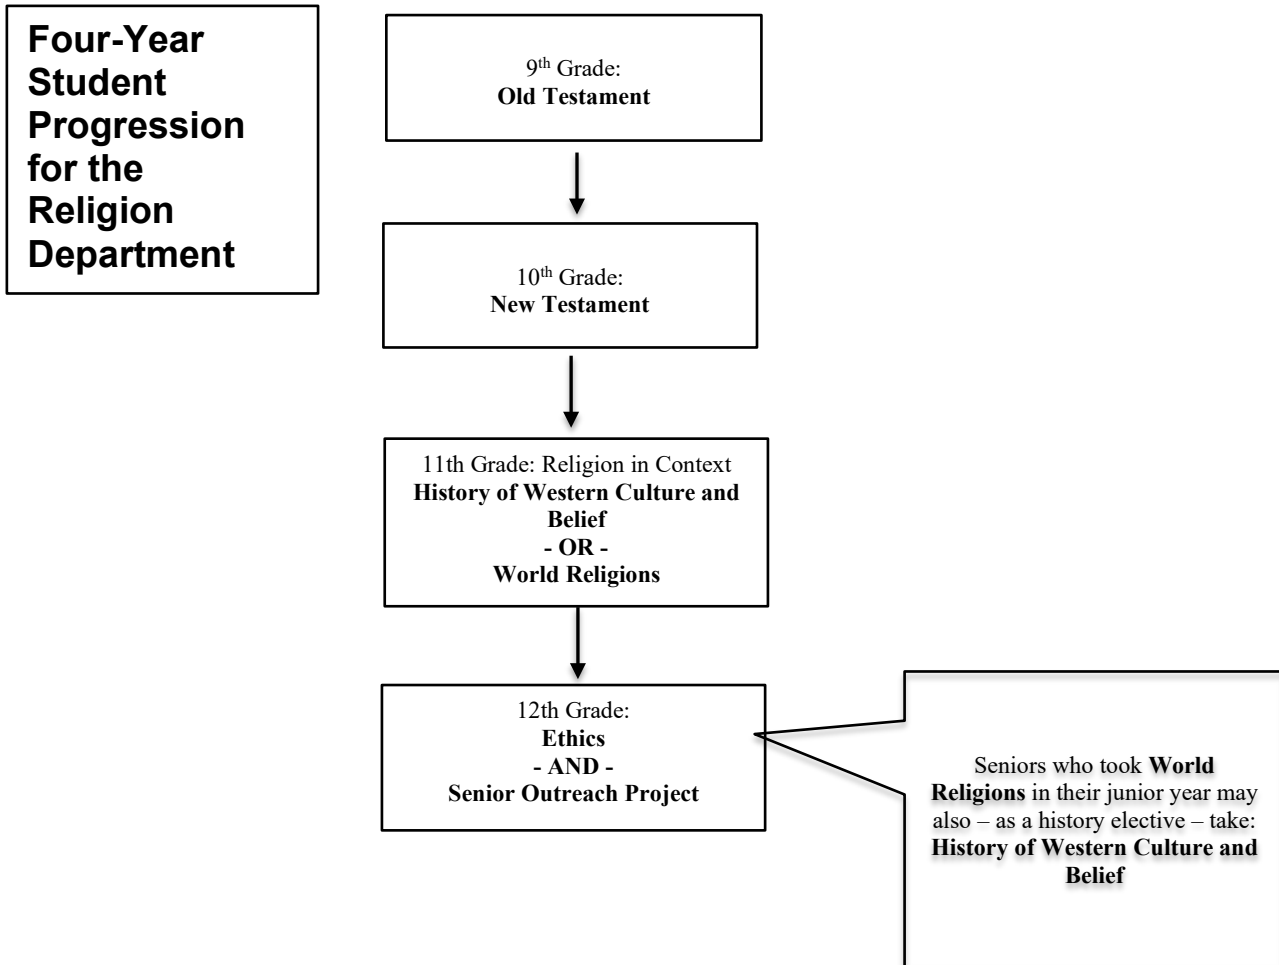 Four-Year
Student
Progression
for the
Religion
Department
9th Grade:
Old Testament
10th Grade:
New Testament
11th Grade: Religion in Context
History of Western Culture and
Belief
- OR -
World Religions
12th Grade:
Ethics
- AND -
Senior Outreach Project
Seniors who took World
Religions in their junior year may
also – as a history elective – take:
History of Western Culture and
Belief